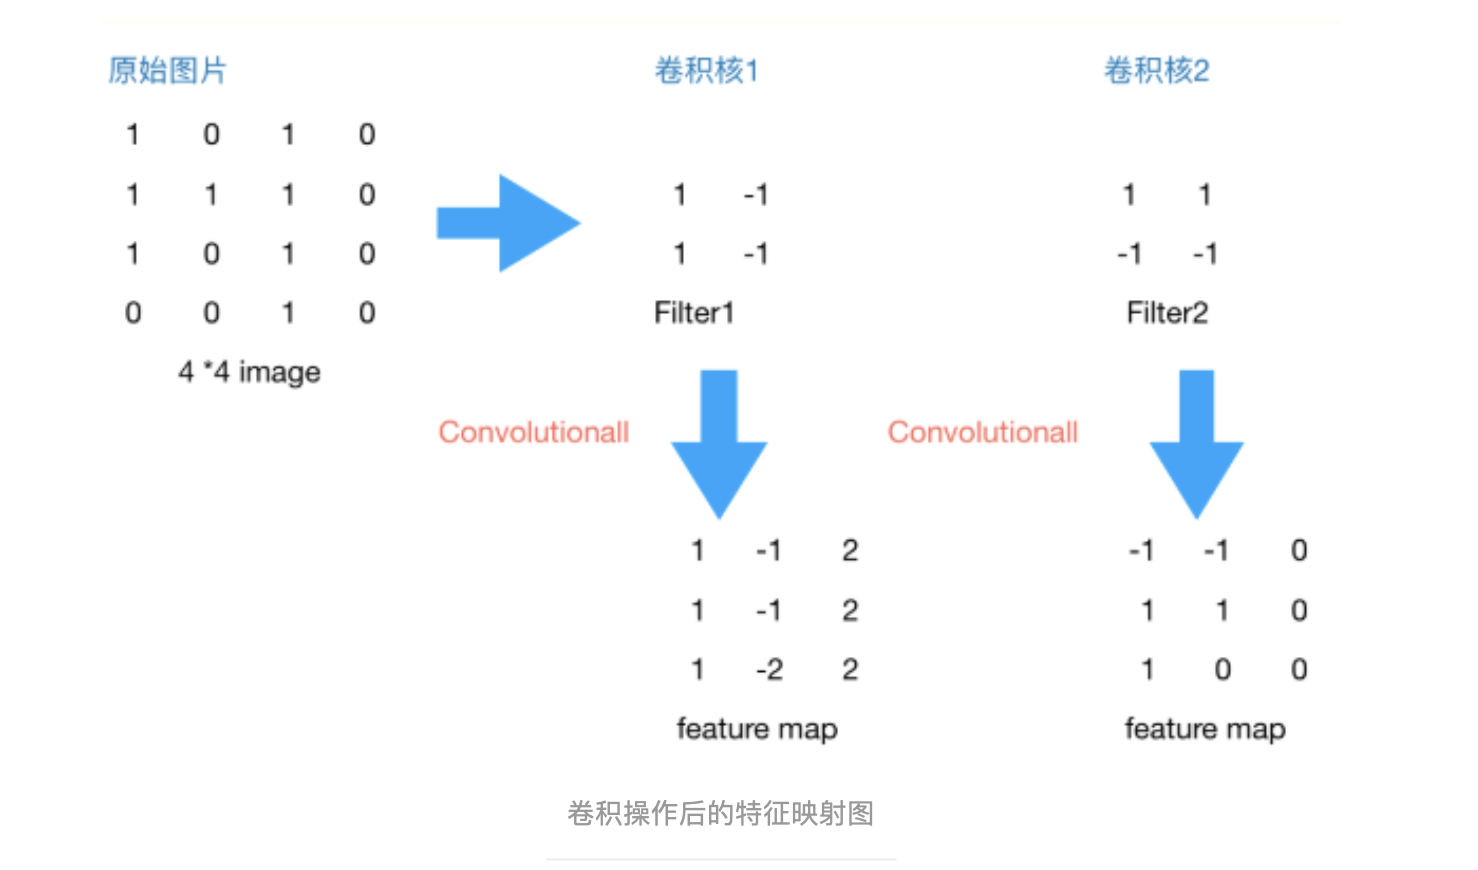 原始图片 卷积核1 卷积核2
1 0 1 0
1 1 1 0 1 -1 1 1
1 0 1 0 1 -1 -1 -1
0 0 1 0 Filter1 Filter2
4 *4 image
Convolutionall Convolutionall
1 -1 2 -1 -1 0
1 -1 2 1 1 0
1 -2 2 1 0 0
feature map feature map
卷积操作后的特征映射图